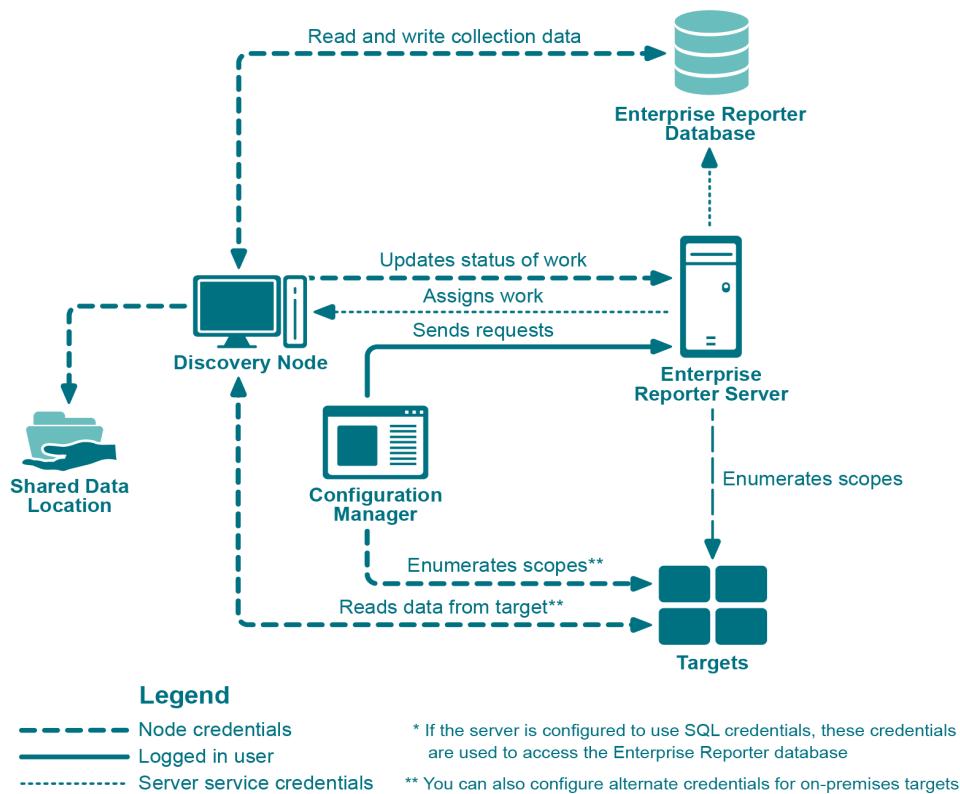 Read and write collection data
Enterprise Reporter
Database
Updates status of work
Assigns work
Sends requests
Discovery Node
Enterprise
Reporter Server
Shared Data
Location
Configuration
Manager
Enumerates scopes
Enumerates scopes**
Reads data from target**
Targets
Legend
Node credentials
Logged in user
Server service credentials
* If the server is configured to use SQL credentials, these credentials
are used to access the Enterprise Reporter database
** You can also configure alternate credentials for on-premises targets